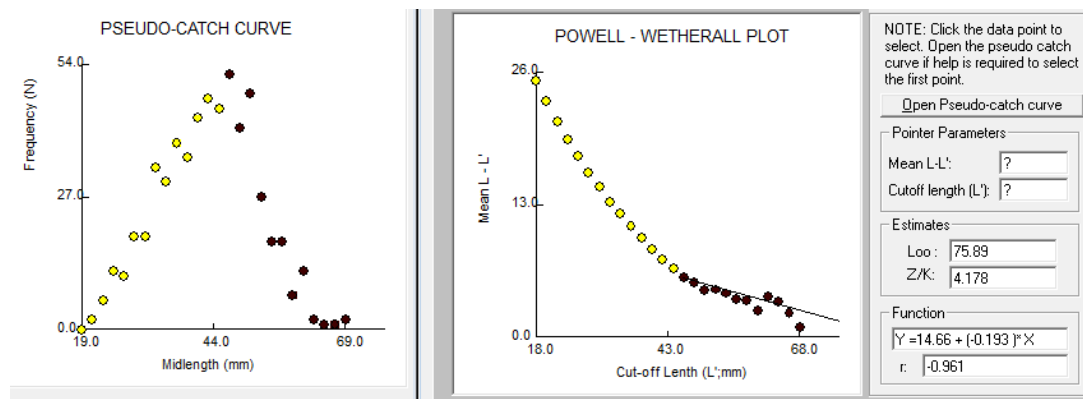 PSEUDO-CATCH CURVE
54.0
Frequency (N)
27.0
0.0
19.0 44.0 69.0
Midlength (mm)
POWELL - WETHERALL PLOT
26.0
Mean L - L'
13.0
0.0
18.0 43.0 68.0
Cut-off Lenth (L';mm)
NOTE: Click the data point to
select. Open the pseudo catch
curve if help is required to select
the first point.
Open Pseudo-catch curve
Pointer Parameters
Mean L-L': ?
Cutoff length (L'): ?
Estimates
Loo : 75.89
Z/K: 4.178
Function
Y =14.66 + (-0.193 )* X
r: -0.961